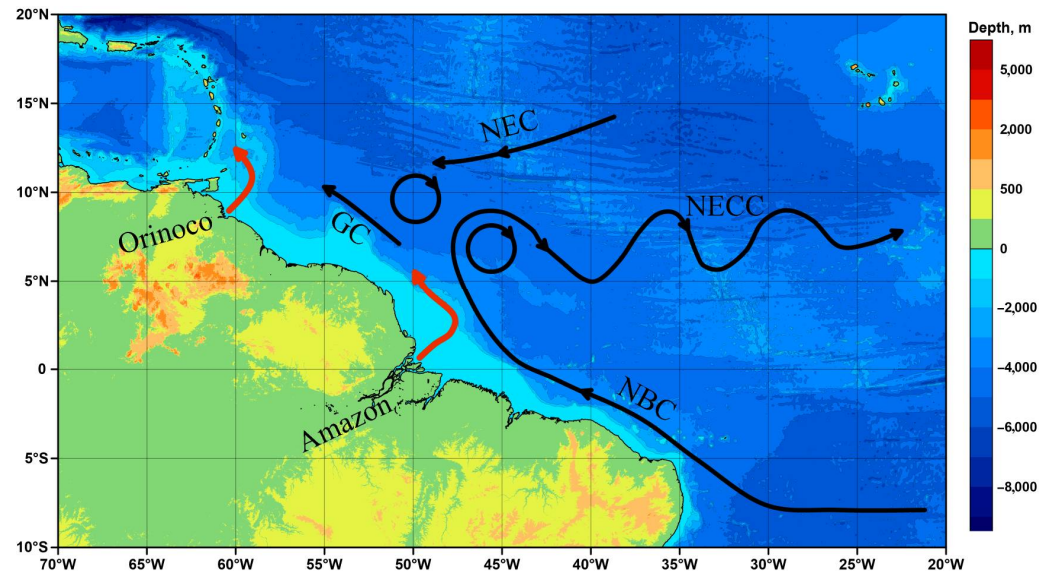 20°N
15°N
10°N
5°N
0
5°S
10°S
70°W
65°W
60°W
55°W
50°W
45°W
40°W
35°W
30°W
25°W
20°W
NEC
NECC
GC
NBC
Orinoco
Amazon
Depth, m
5,000
2,000
500
0
−2,000
−4,000
−6,000
−8,000